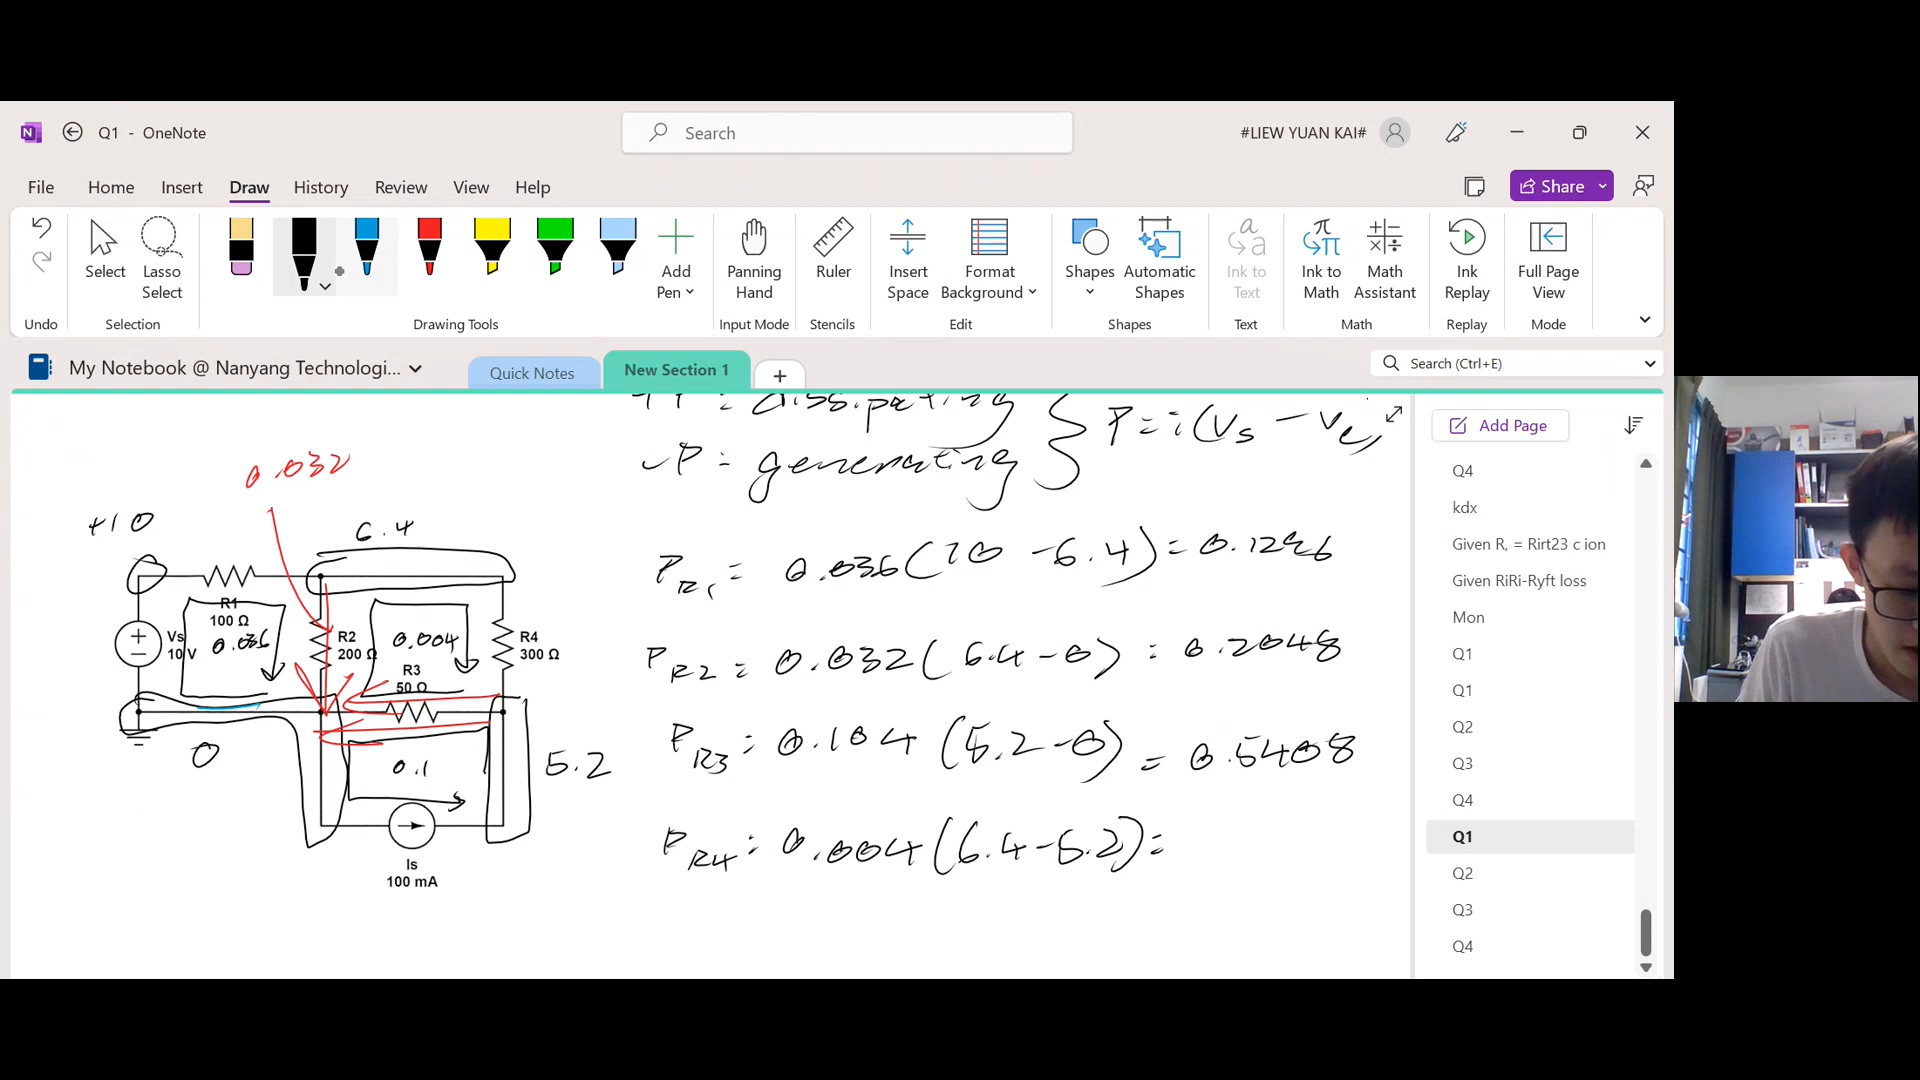 Q1 - OneNote
Search
#LIEW YUAN KAI#
File Home Insert Draw History Review View Help
Share
Select
Lasso Select
Add Pen
Panning Hand
Ruler
Insert Space
Format Background
Shapes
Automatic Shapes
Ink to Text
Ink to Math
Math Assistant
Ink Replay
Full Page View
Undo
Selection
Drawing Tools
Input Mode
Stencils
Edit
Shapes
Text
Math
Replay
Mode
My Notebook @ Nanyang Technologi...
Quick Notes
New Section 1
Search (Ctrl+E)
Add Page
Q4
kdx
Given R, = Rirt23 c ion
Given RiRi-Ryft loss
Mon
Q1
Q1
Q2
Q3
Q4
Q1
Q2
Q3
Q4
+P = dissipating
-P = generating
P = i(Vs - Ve)
0.032
+10
6.4
R1
100 Ω
Vs
10 V
0.036
R2
200 Ω
0.004
R3
50 Ω
R4
300 Ω
0
0.1
5.2
Is
100 mA
PR1 = 0.036(10 - 6.4) = 0.1296
PR2 = 0.032(6.4-0) = 0.2048
PR3 = 0.104(5.2-0) = 0.5408
PR4 = 0.004(6.4-5.2) =